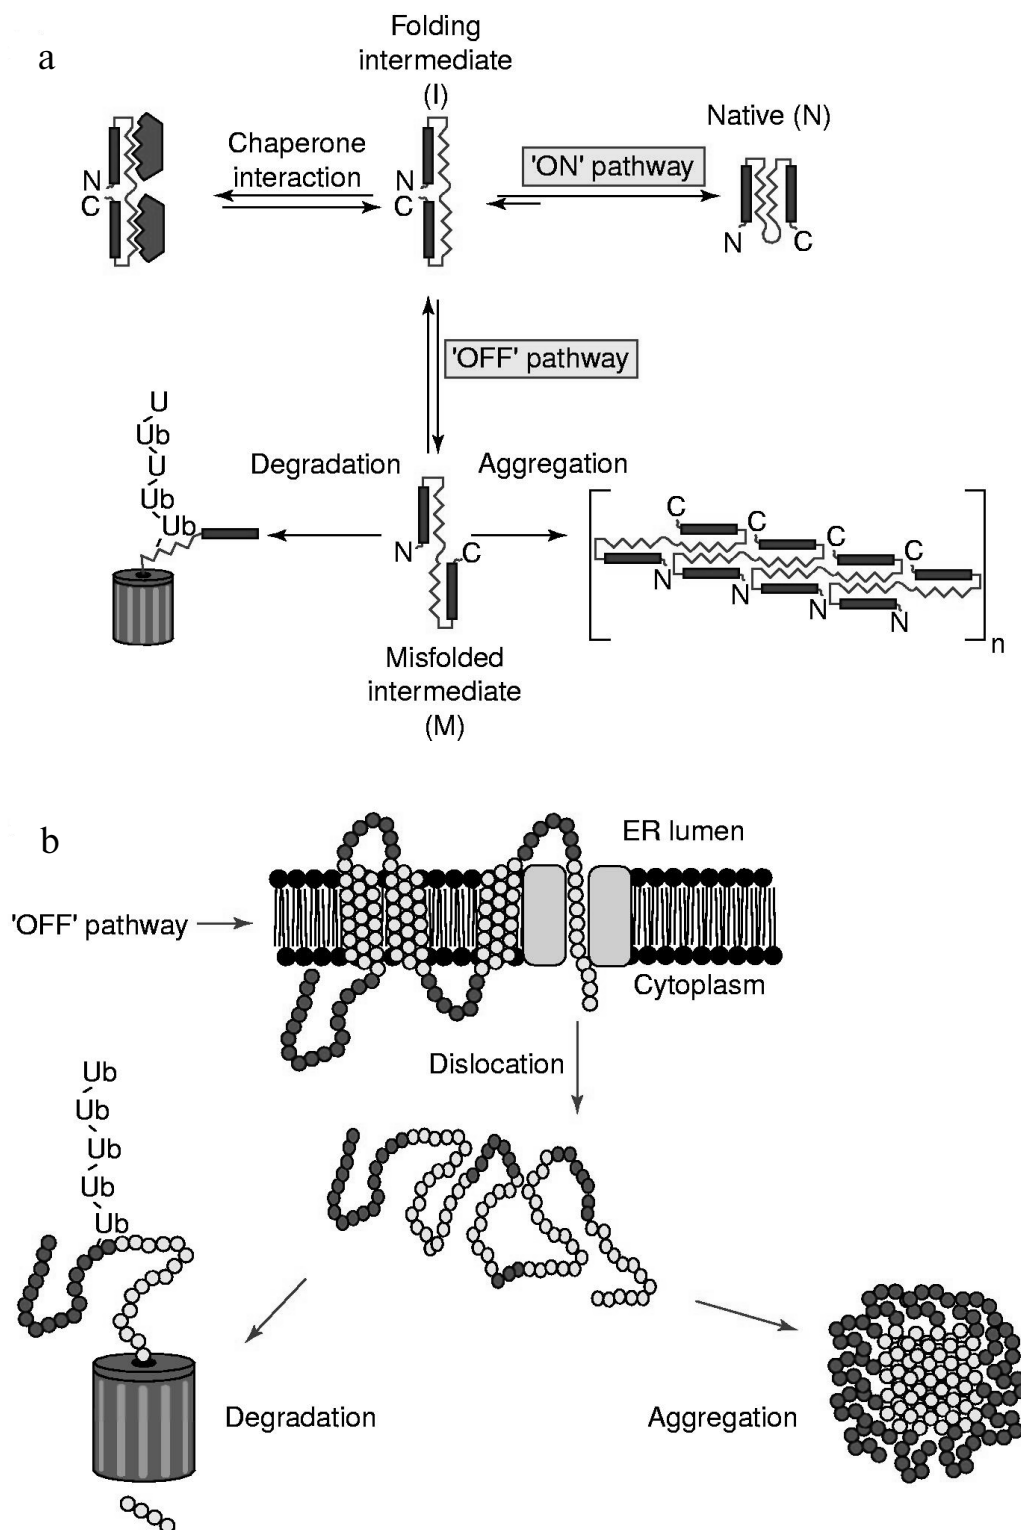 a
Folding
intermediate
(I)
Native (N)
Chaperone
interaction
'ON' pathway
N
C
N
C
N
C
'OFF' pathway
U
Ub
U
Ub
Ub
Degradation
Aggregation
N
C
C
C
C
C
N
N
N
N
n
Misfolded
intermediate
(M)
b
ER lumen
'OFF' pathway
Cytoplasm
Dislocation
Ub
Ub
Ub
Ub
Ub
Degradation
Aggregation